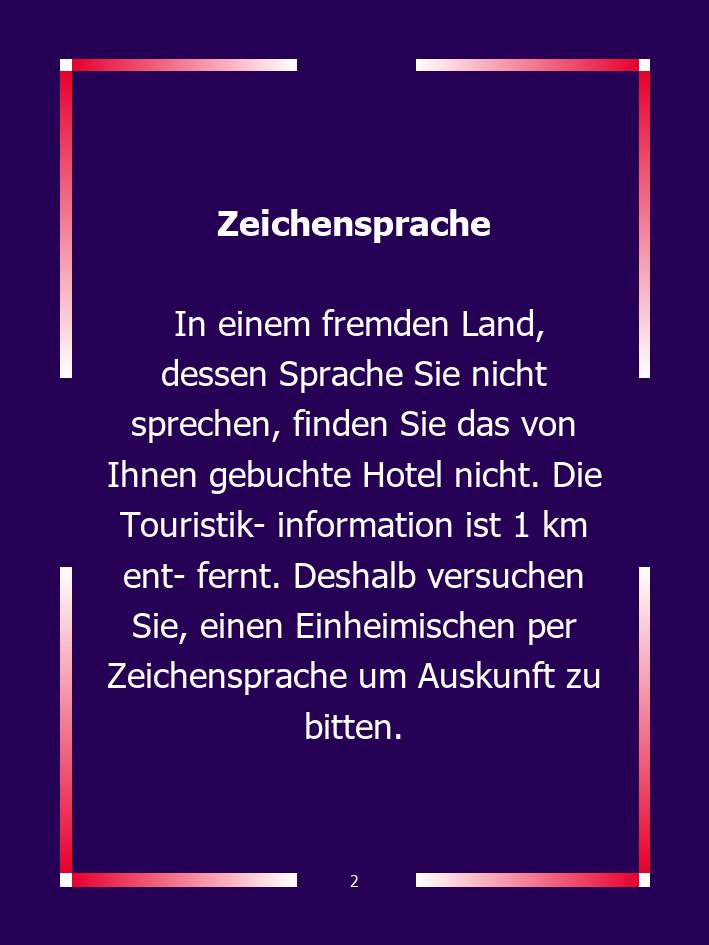 Zeichensprache
In einem fremden Land,
dessen Sprache Sie nicht
sprechen, finden Sie das von
Ihnen gebuchte Hotel nicht. Die
Touristik- information ist 1 km
ent- fernt. Deshalb versuchen
Sie, einen Einheimischen per
Zeichensprache um Auskunft zu
bitten.
2